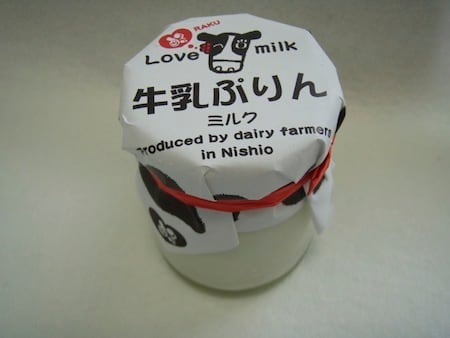 RAKU
Love milk
牛乳ぷりん
ミルク
Produced by dairy farmers
in Nishio